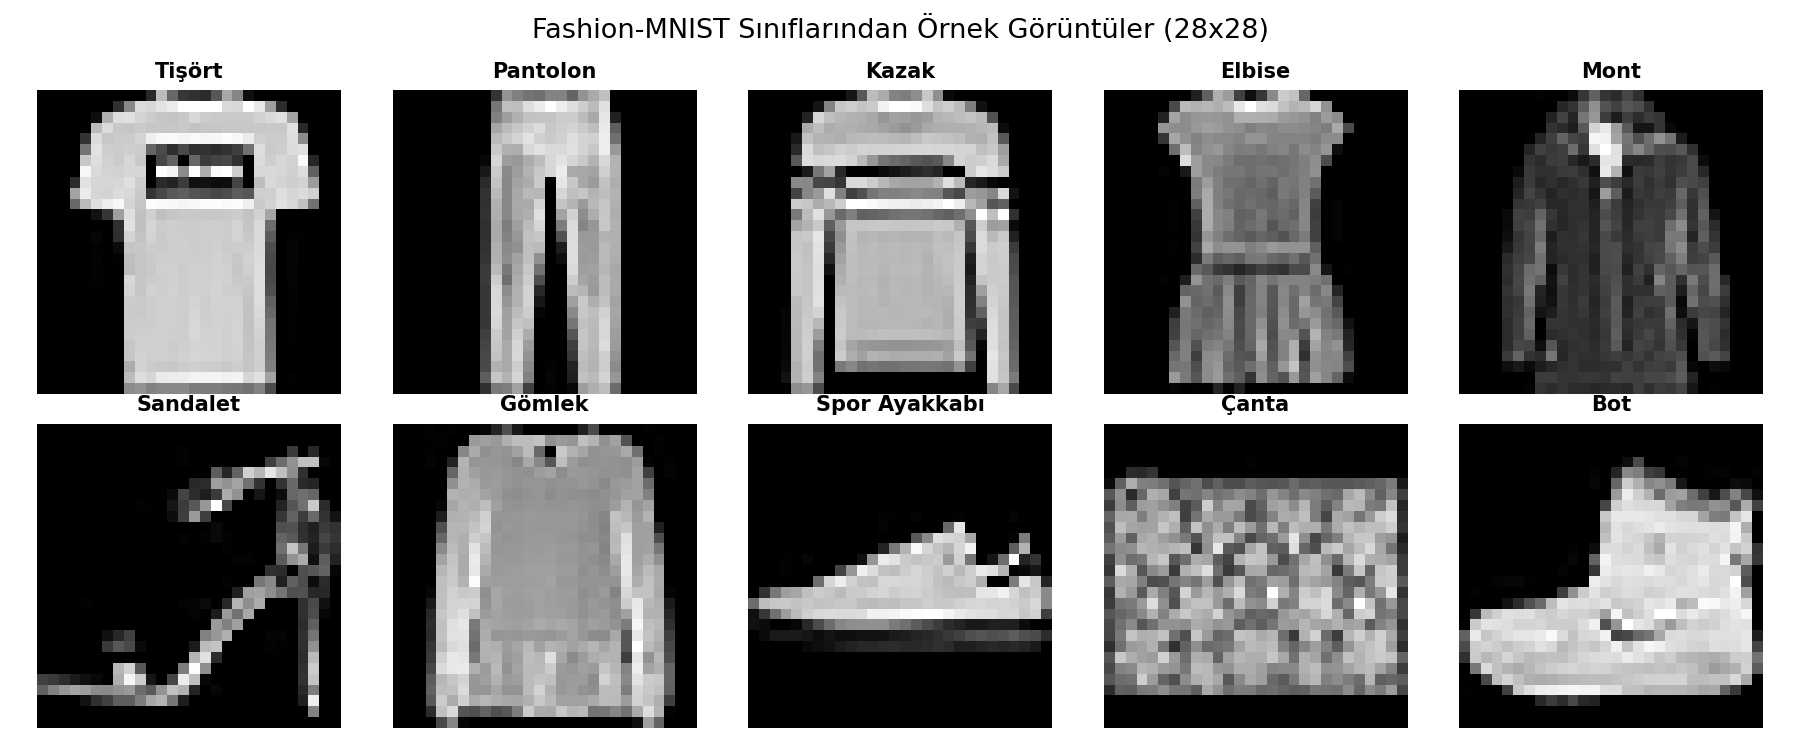 Fashion-MNIST Sınıflarından Örnek Görüntüler (28x28)
Tişört
Pantolon
Kazak
Elbise
Mont
Sandalet
Gömlek
Spor Ayakkabı
Çanta
Bot